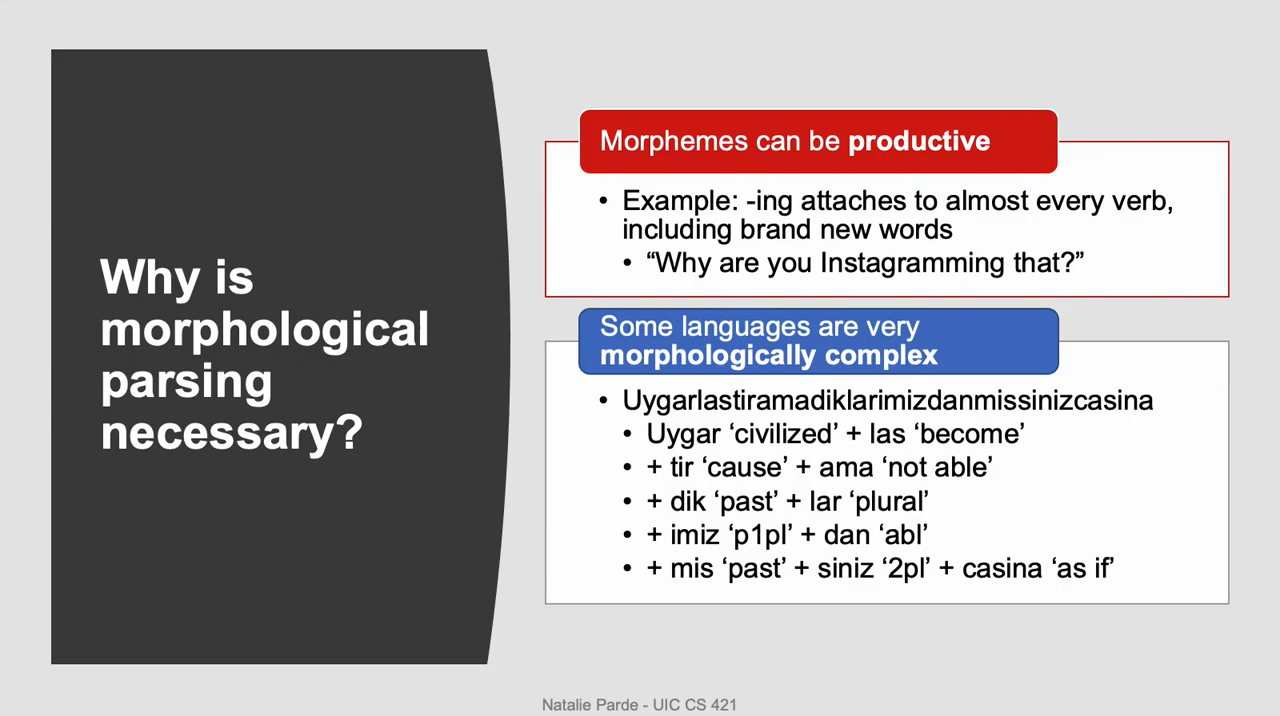 Why is
morphological
parsing
necessary?
Morphemes can be productive
• Example: -ing attaches to almost every verb,
including brand new words
• “Why are you Instagramming that?”
Some languages are very
morphologically complex
• Uygarlastiramadiklarimizdanmissinizcasina
• Uygar ‘civilized’ + las ‘become’
• + tir ‘cause’ + ama ‘not able’
• + dik ‘past’ + lar ‘plural’
• + imiz ‘p1pl’ + dan ‘abl’
• + mis ‘past’ + siniz ‘2pl’ + casina ‘as if’
Natalie Parde - UIC CS 421